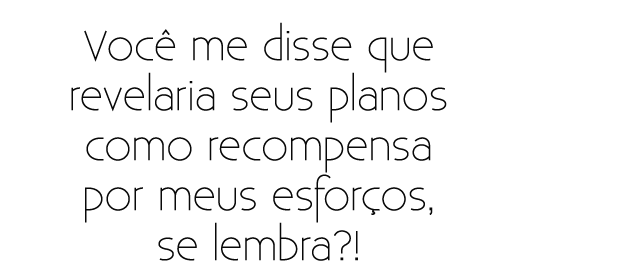 Você me disse que
revelaria seus planos
como recompensa
por meus esforços,
se lembra?!